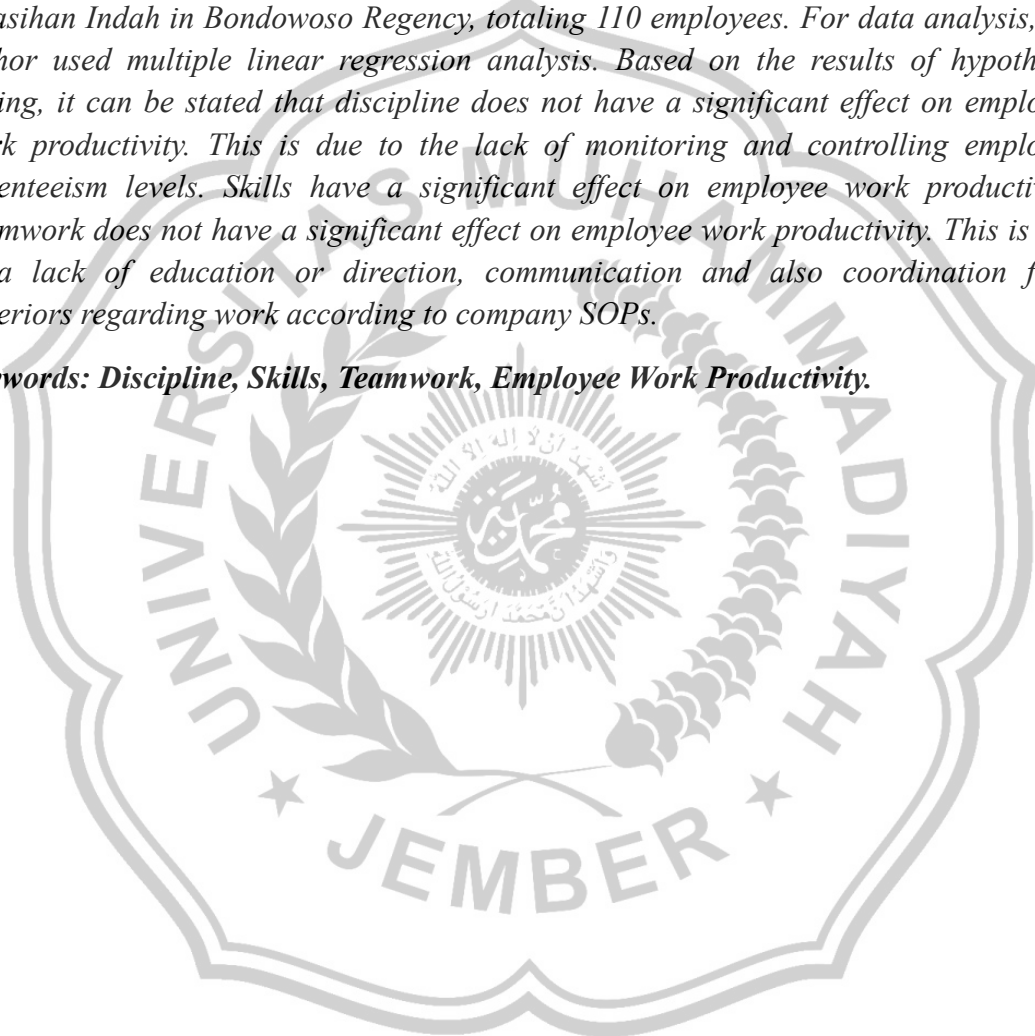 asihan Indah in Bondowoso Regency, totaling 110 employees. For data analysis,
hor used multiple linear regression analysis. Based on the results of hypoth
ing, it can be stated that discipline does not have a significant effect on emplo
rk productivity. This is due to the lack of monitoring and controlling emplo
enteeism levels. Skills have a significant effect on employee work productiv
mwork does not have a significant effect on employee work productivity. This is
a lack of education or direction, communication and also coordination f
eriors regarding work according to company SOPs.
words: Discipline, Skills, Teamwork, Employee Work Productivity.
UNIVERSITAS MUHAMMADIYAH
JEMBER